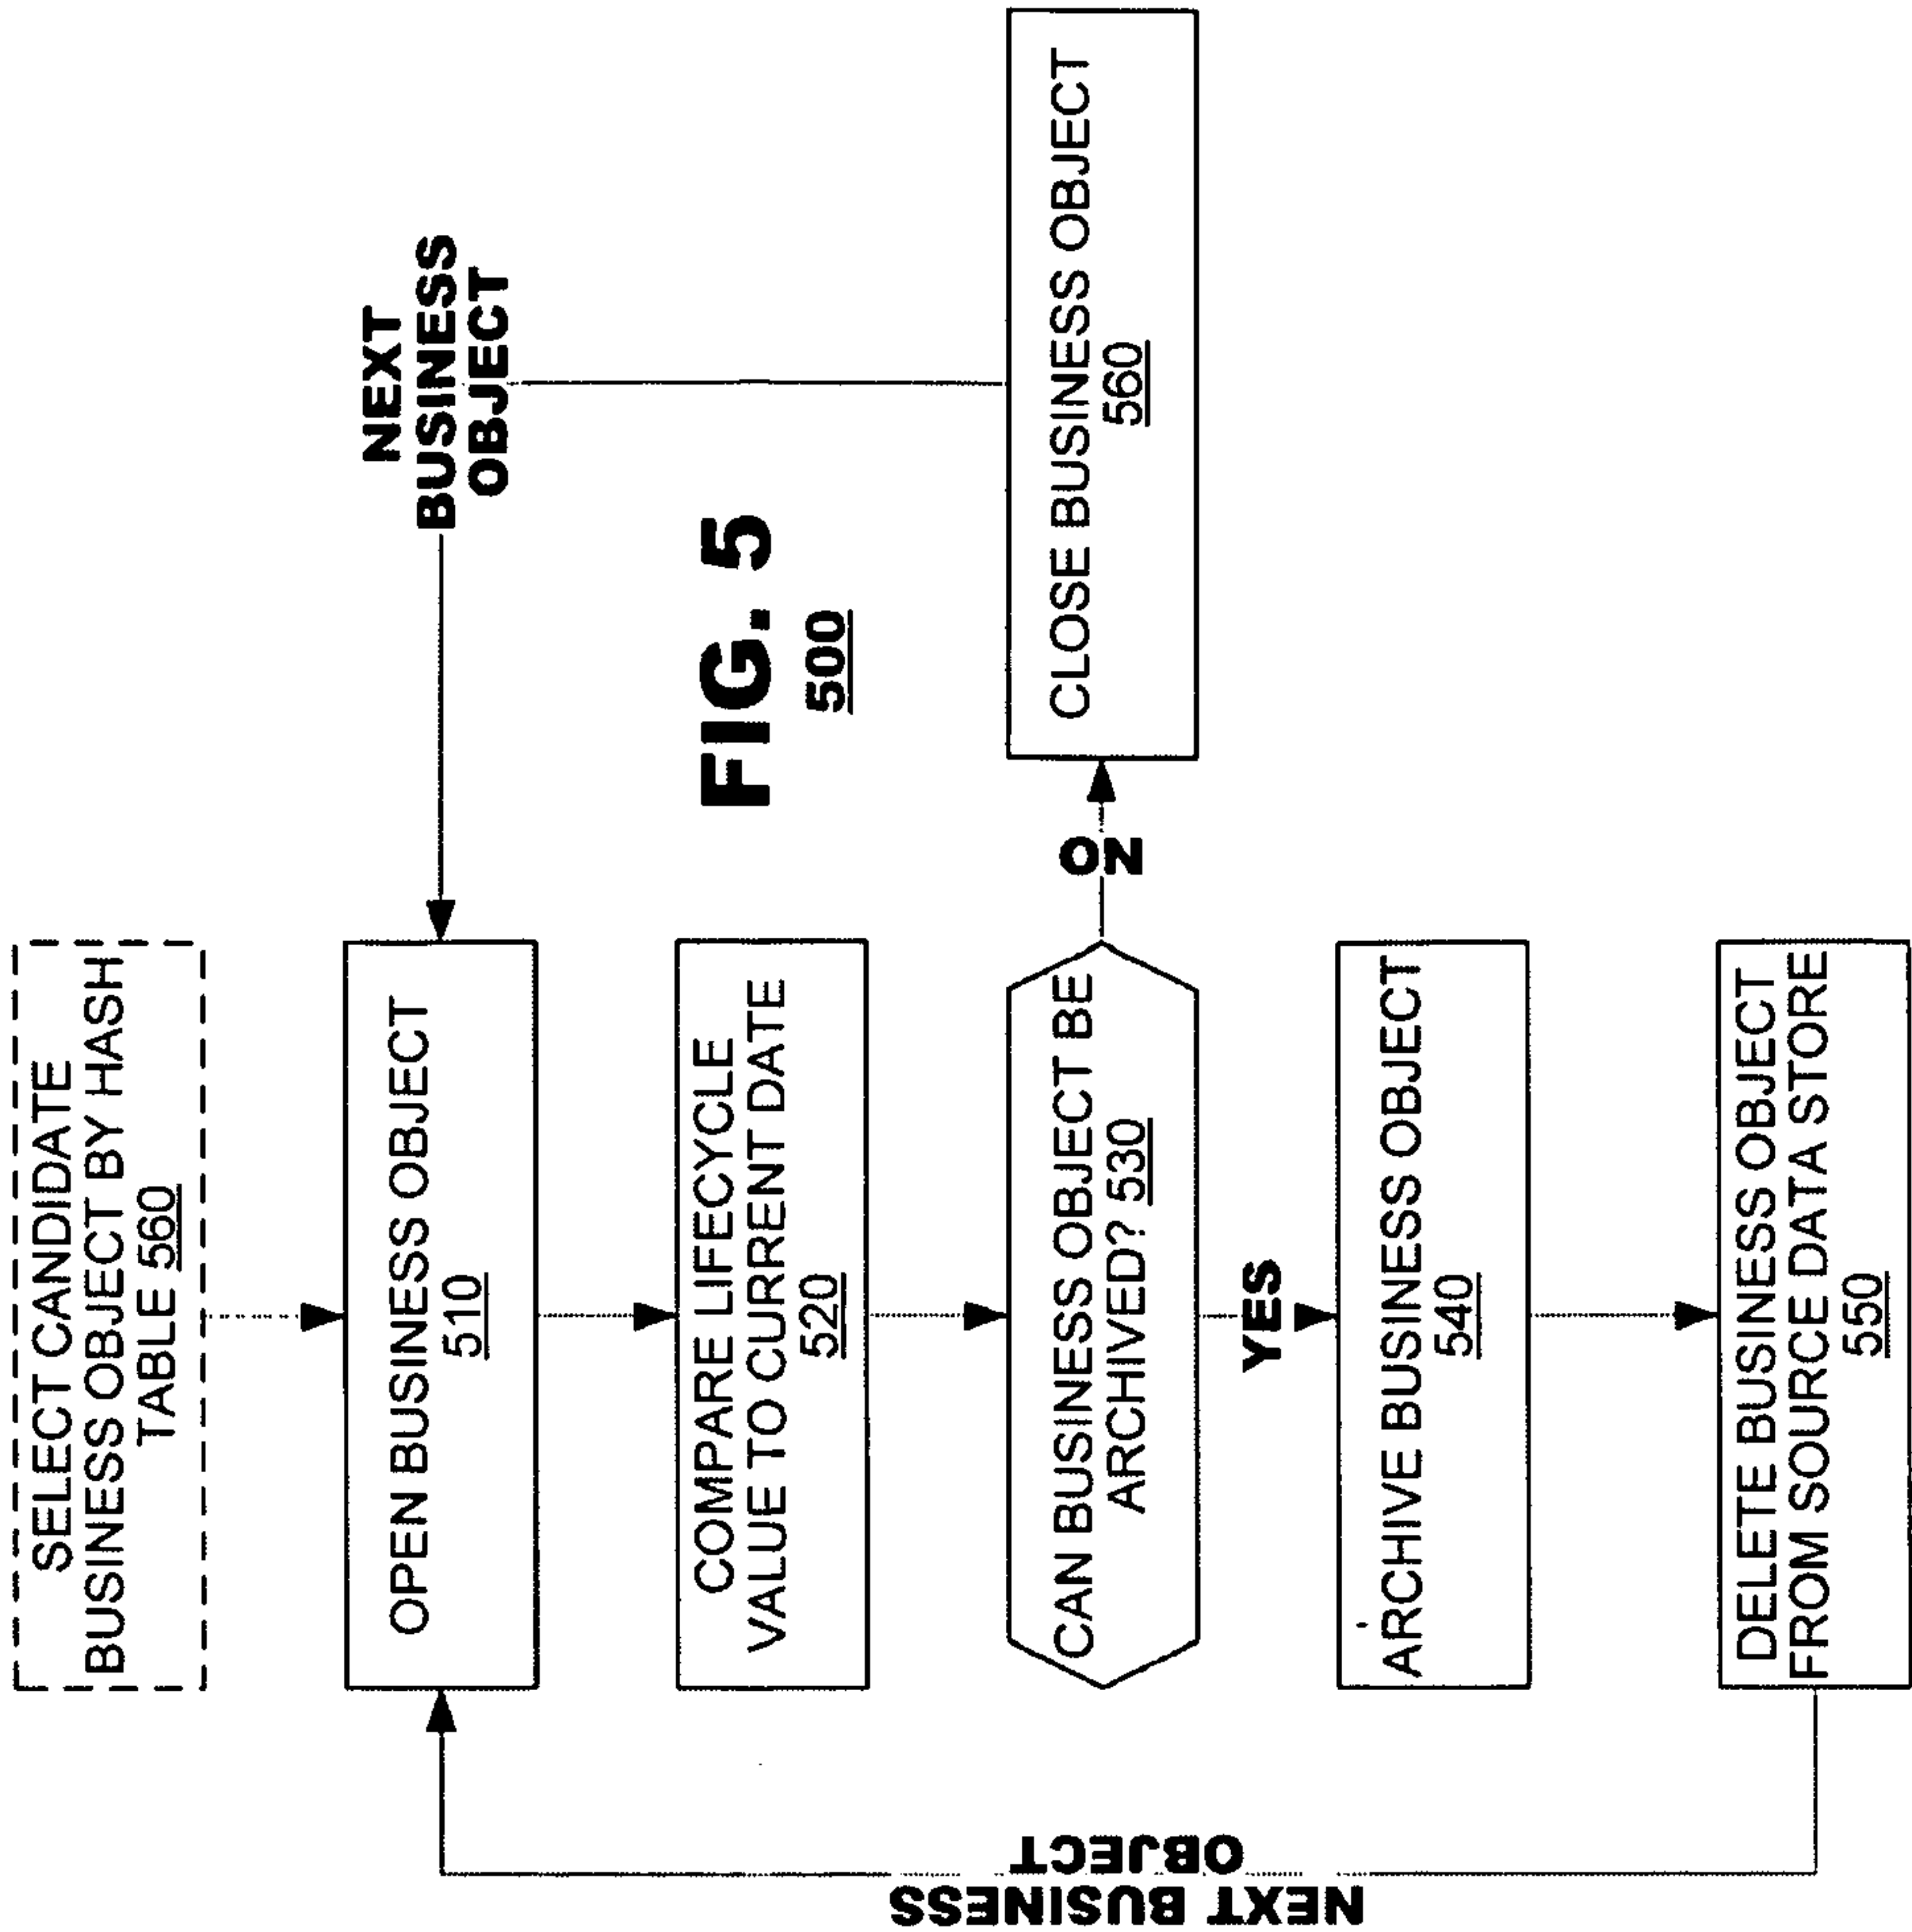 SELECT CANDIDATE
BUSINESS OBJECT BY HASH
TABLE 560
OPEN BUSINESS OBJECT
510
NEXT
BUSINESS
OBJECT
COMPARE LIFECYCLE
VALUE TO CURRENT DATE
520
FIG. 5
500
CAN BUSINESS OBJECT BE
ARCHIVED? 530
NO
CLOSE BUSINESS OBJECT
560
YES
ARCHIVE BUSINESS OBJECT
540
DELETE BUSINESS OBJECT
FROM SOURCE DATA STORE
550
NEXT BUSINESS
OBJECT